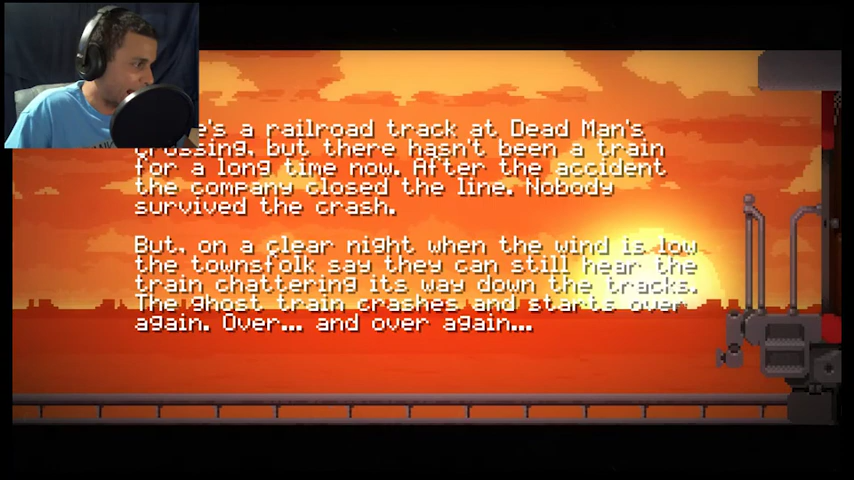 's a railroad track at Dead Man's
crossing, but there hasn't been a train
for a long time now. After the accident
the company closed the line. Nobody
survived the crash.
But, on a clear night when the wind is low
the townsfolk say they can still hear the
train chattering its way down the tracks.
The ghost train crashes and starts over
again. Over... and over again...